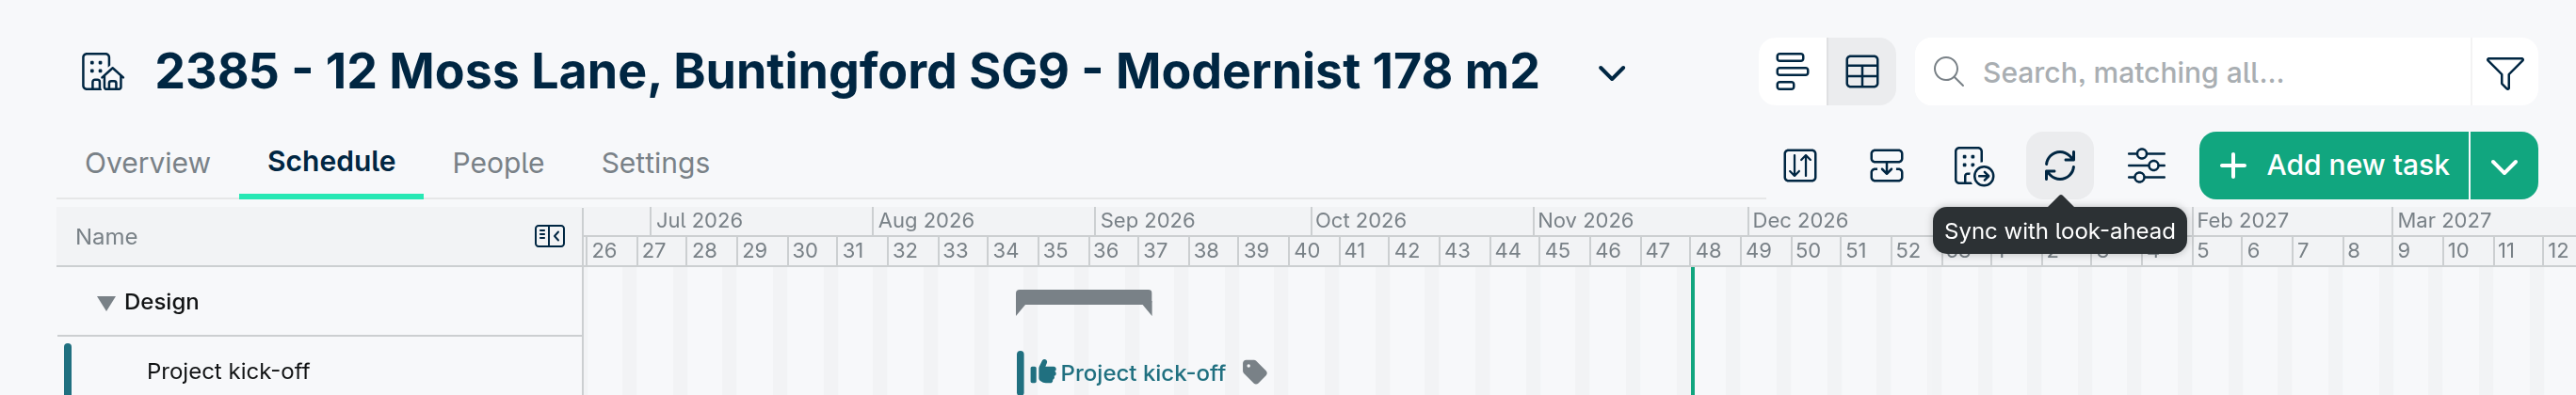 2385 - 12 Moss Lane, Buntingford SG9 - Modernist 178 m2
Search, matching all...
Overview Schedule People Settings
Add new task
Sync with look-ahead
Name
Jul 2026 Aug 2026 Sep 2026 Oct 2026 Nov 2026 Dec 2026 Feb 2027 Mar 2027
26 27 28 29 30 31 32 33 34 35 36 37 38 39 40 41 42 43 44 45 46 47 48 49 50 51 52 5 6 7 8 9 10 11 12
Design
Project kick-off
Project kick-off